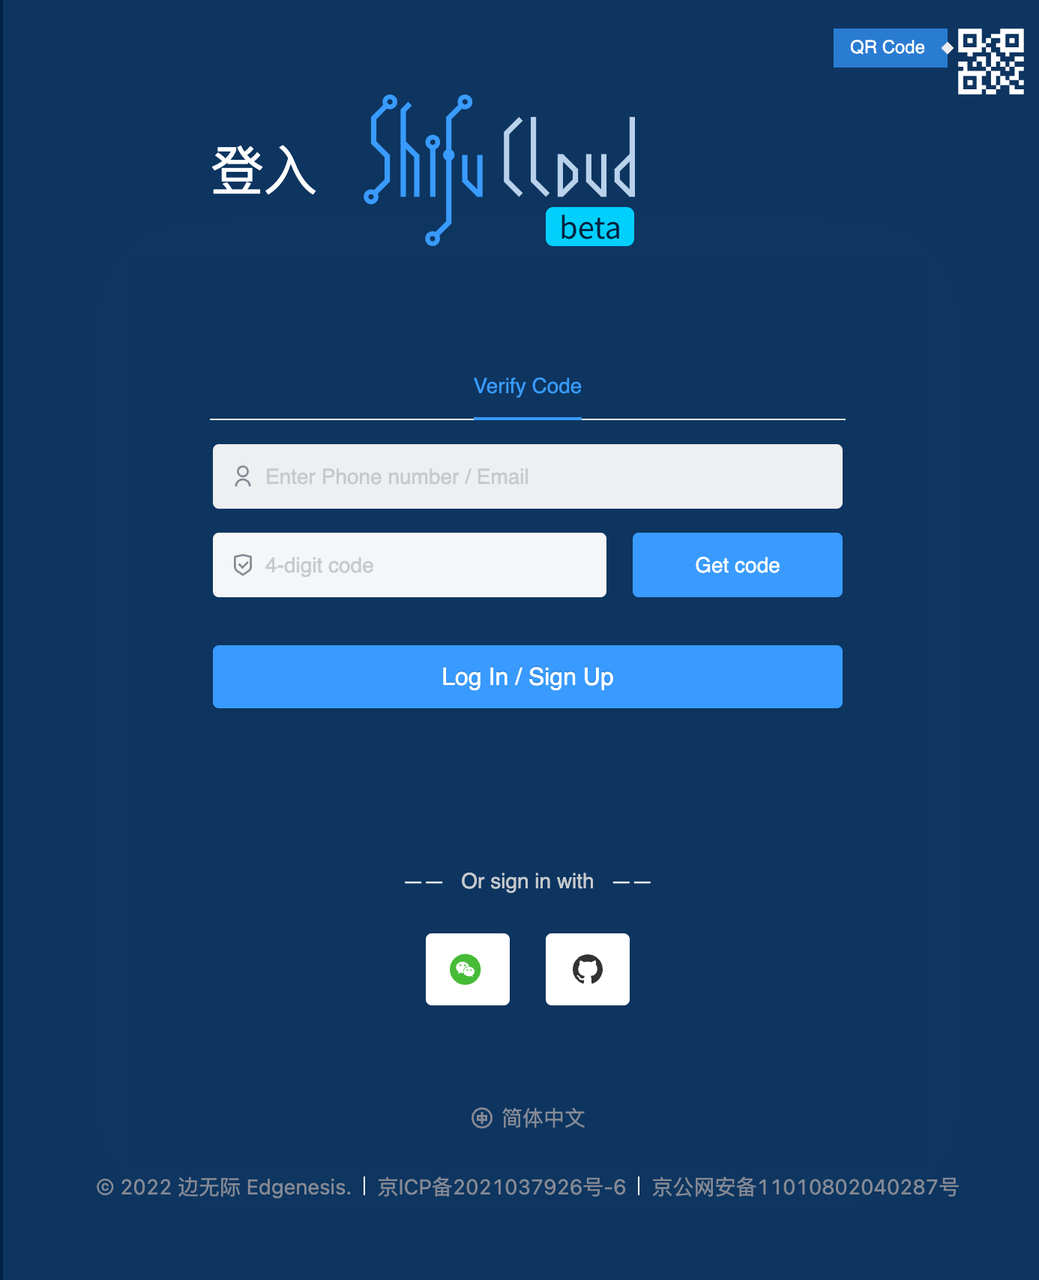 QR Code
登入 Shifu Cloud
beta
Verify Code
Enter Phone number / Email
4-digit code Get code
Log In / Sign Up
—— Or sign in with ——
简体中文
© 2022 边无际 Edgenesis. | 京ICP备2021037926号-6 | 京公网安备11010802040287号